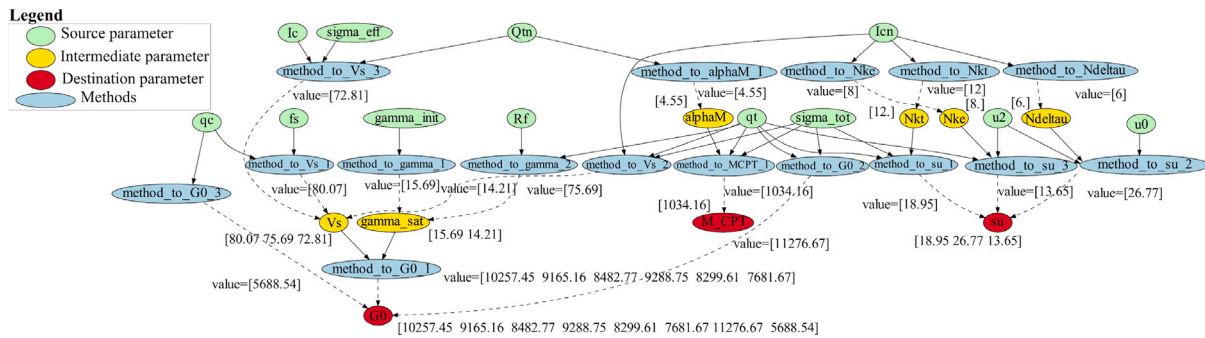 Legend
Source parameter
Intermediate parameter
Destination parameter
Methods
Ic
sigma_eff
Qtn
Icn
method_to_Vs_3
method_to_alphaM_1
method_to_Nke
method_to_Nkt
method_to_Ndeltau
value=[72.81]
[4.55]
value=[4.55]
value=[8]
value=[12]
value=[6]
[12.]
[8.]
[6.]
qc
fs
gamma_init
Rf
alphaM
qt
sigma_tot
Nkt
Nke
u2
Ndeltau
u0
method_to_G0_3
method_to_Vs_1
method_to_gamma_1
method_to_gamma_2
method_to_Vs_2
method_to_MCPT_1
method_to_G0_2
method_to_su_1
method_to_su_3
method_to_su_2
value=[80.07]
value=[15.69]
value=[14.21]
value=[75.69]
value=[1034.16]
value=[18.95]
value=[13.65]
value=[26.77]
[1034.16]
Vs
gamma_sat
M_CPT
su
[80.07 75.69 72.81]
[15.69 14.21]
value=[11276.67]
[18.95 26.77 13.65]
method_to_G0_1
value=[5688.54]
value=[10257.45 9165.16 8482.77 9288.75 8299.61 7681.67]
G0
[10257.45 9165.16 8482.77 9288.75 8299.61 7681.67 11276.67 5688.54]